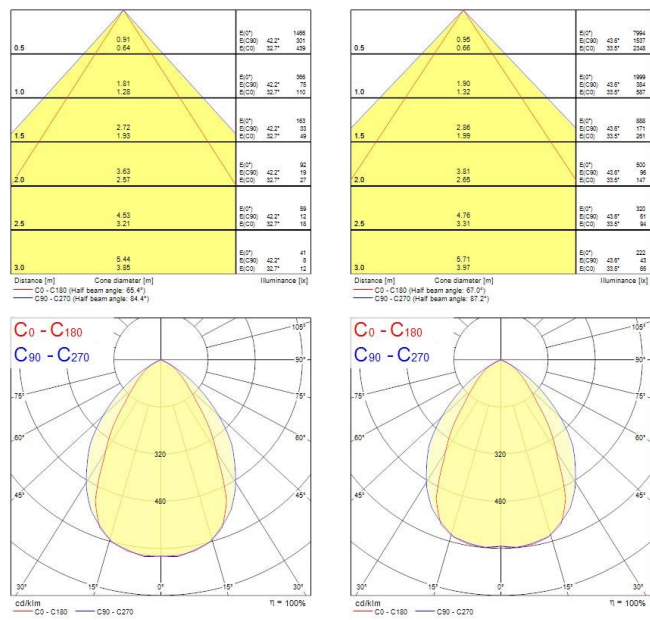 0.91
0.64
0.5
E(0°) 1466
E(C90) 42.2° 301
E(C0) 32.7° 439
1.81
1.28
1.0
E(0°) 366
E(C90) 42.2° 75
E(C0) 32.7° 110
2.72
1.93
1.5
E(0°) 163
E(C90) 42.2° 33
E(C0) 32.7° 49
3.63
2.57
2.0
E(0°) 92
E(C90) 42.2° 19
E(C0) 32.7° 27
4.53
3.21
2.5
E(0°) 59
E(C90) 42.2° 12
E(C0) 32.7° 18
5.44
3.85
3.0
E(0°) 41
E(C90) 42.2° 8
E(C0) 32.7° 12
Distance [m] Cone diameter [m] Illuminance [lx]
C0 - C180 (Half beam angle: 65.4°)
C90 - C270 (Half beam angle: 84.4°)
0.95
0.66
0.5
E(0°) 7994
E(C90) 43.6° 1537
E(C0) 33.5° 2348
1.90
1.32
1.0
E(0°) 1999
E(C90) 43.6° 384
E(C0) 33.5° 587
2.86
1.99
1.5
E(0°) 888
E(C90) 43.6° 171
E(C0) 33.5° 261
3.81
2.65
2.0
E(0°) 500
E(C90) 43.6° 96
E(C0) 33.5° 147
4.76
3.31
2.5
E(0°) 320
E(C90) 43.6° 61
E(C0) 33.5° 94
5.71
3.97
3.0
E(0°) 222
E(C90) 43.6° 43
E(C0) 33.5° 65
Distance [m] Cone diameter [m] Illuminance [lx]
C0 - C180 (Half beam angle: 67.0°)
C90 - C270 (Half beam angle: 87.2°)
C0 - C180
C90 - C270
105°
90°
75° 75°
60° 60°
45° 45°
320
480
30° 15° 0° 15° 30°
cd/klm η = 100%
C0 - C180 C90 - C270
C0 - C180
C90 - C270
105°
90°
75° 75°
60° 60°
45° 45°
320
480
30° 15° 0° 15° 30°
cd/klm η = 100%
C0 - C180 C90 - C270